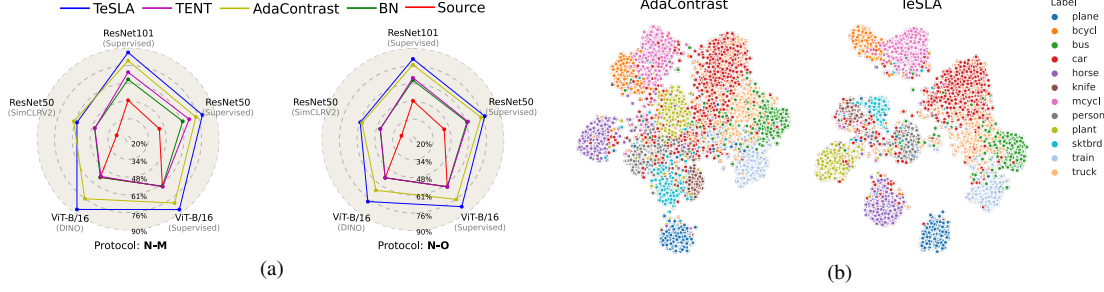 TeSLA TENT AdaContrast BN Source
ResNet101
(Supervised)
ResNet50
(SimCLRV2)
ResNet50
(Supervised)
20%
34%
48%
61%
76%
90%
ViT-B/16
(DINO)
ViT-B/16
(Supervised)
Protocol: N-M
ResNet101
(Supervised)
ResNet50
(SimCLRV2)
ResNet50
(Supervised)
20%
34%
48%
61%
76%
90%
ViT-B/16
(DINO)
ViT-B/16
(Supervised)
Protocol: N-O
(a)
AdaContrast
TeSLA
Label
plane
bcycl
bus
car
horse
knife
mcycl
person
plant
sktbrd
train
truck
(b)